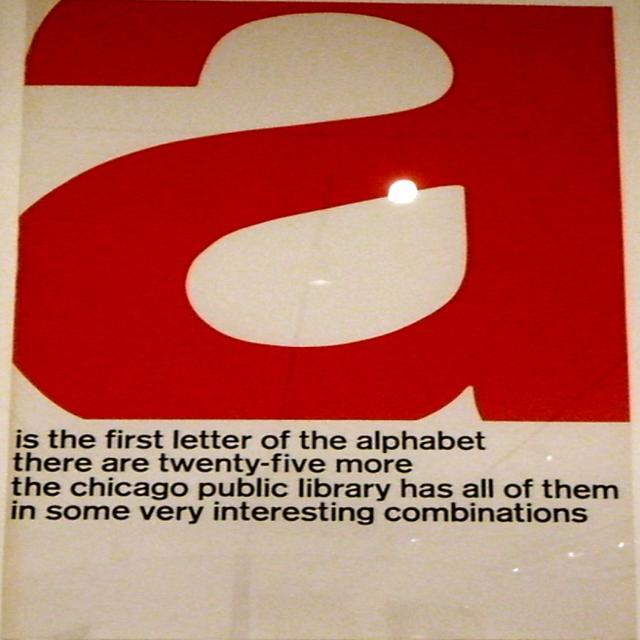 a
is the first letter of the alphabet
there are twenty-five more
the chicago public library has all of them
in some very interesting combinations